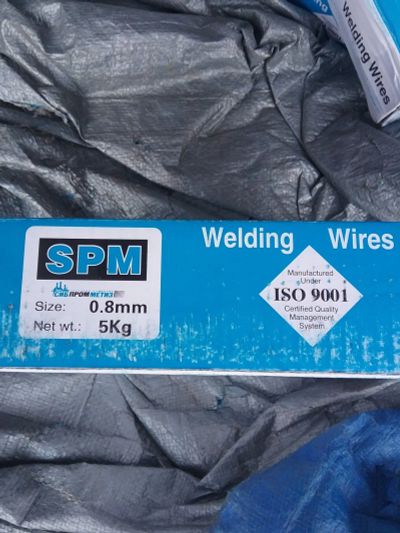 Welding Wires
Welding Wires
SPM
СИБПРОММЕТИЗ
Size: 0.8mm
Net wt.: 5Kg
Manufactured
Under
ISO 9001
Certified Quality
Management
System